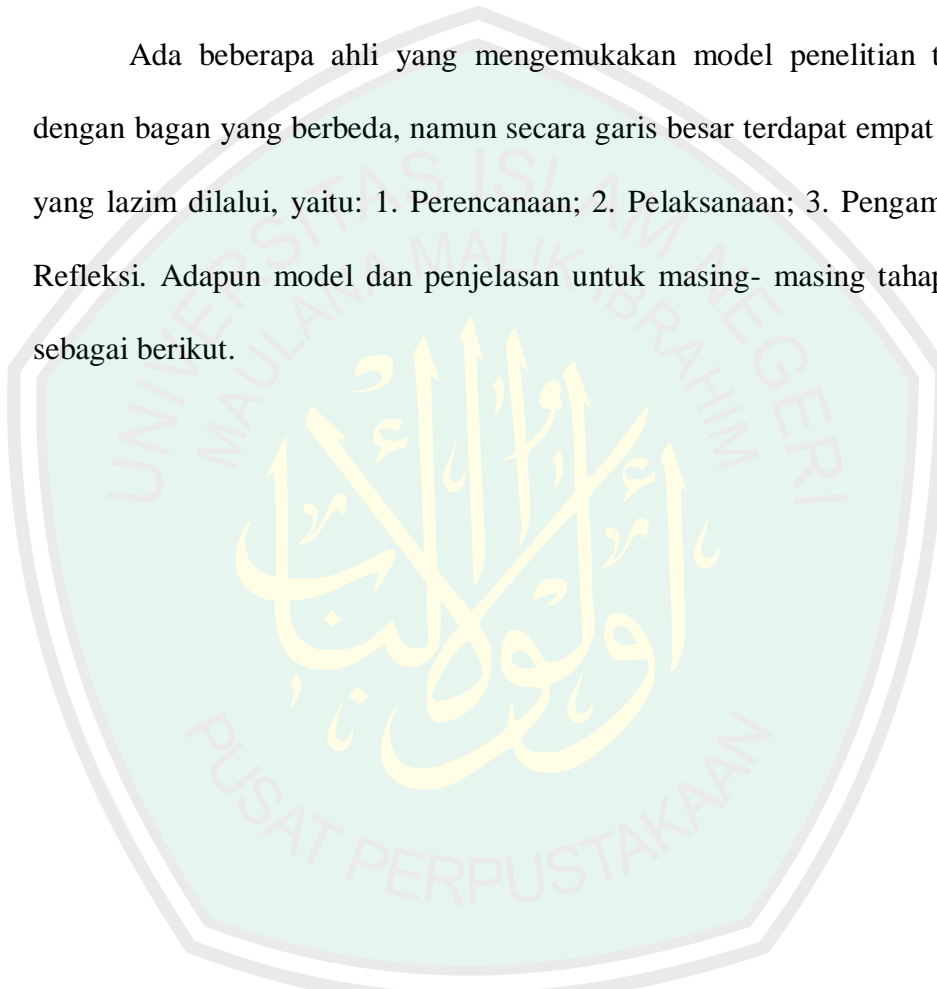 Ada beberapa ahli yang mengemukakan model penelitian t
dengan bagan yang berbeda, namun secara garis besar terdapat empat
yang lazim dilalui, yaitu: 1. Perencanaan; 2. Pelaksanaan; 3. Pengam
Refleksi. Adapun model dan penjelasan untuk masing- masing tahap
sebagai berikut.
UNIVERSITAS ISLAM NEGERI
MAULANA MALIK IBRAHIM
أولوا الألباب
PUSAT PERPUSTAKAAN